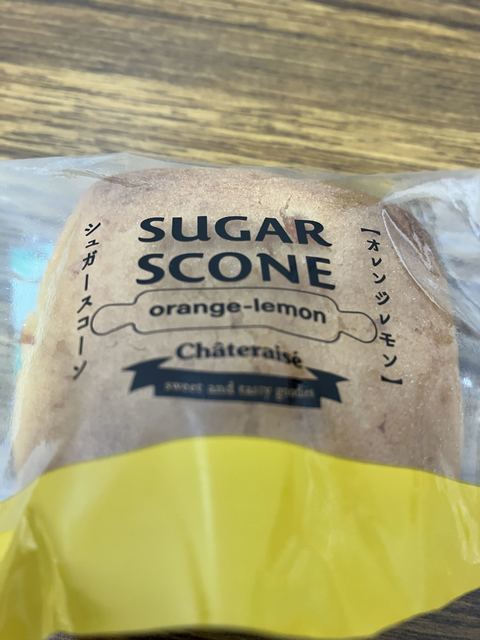 SUGAR
SCONE
orange-lemon
Châteraisé
sweet and tasty
シュガースコーン
【オレンジレモン】